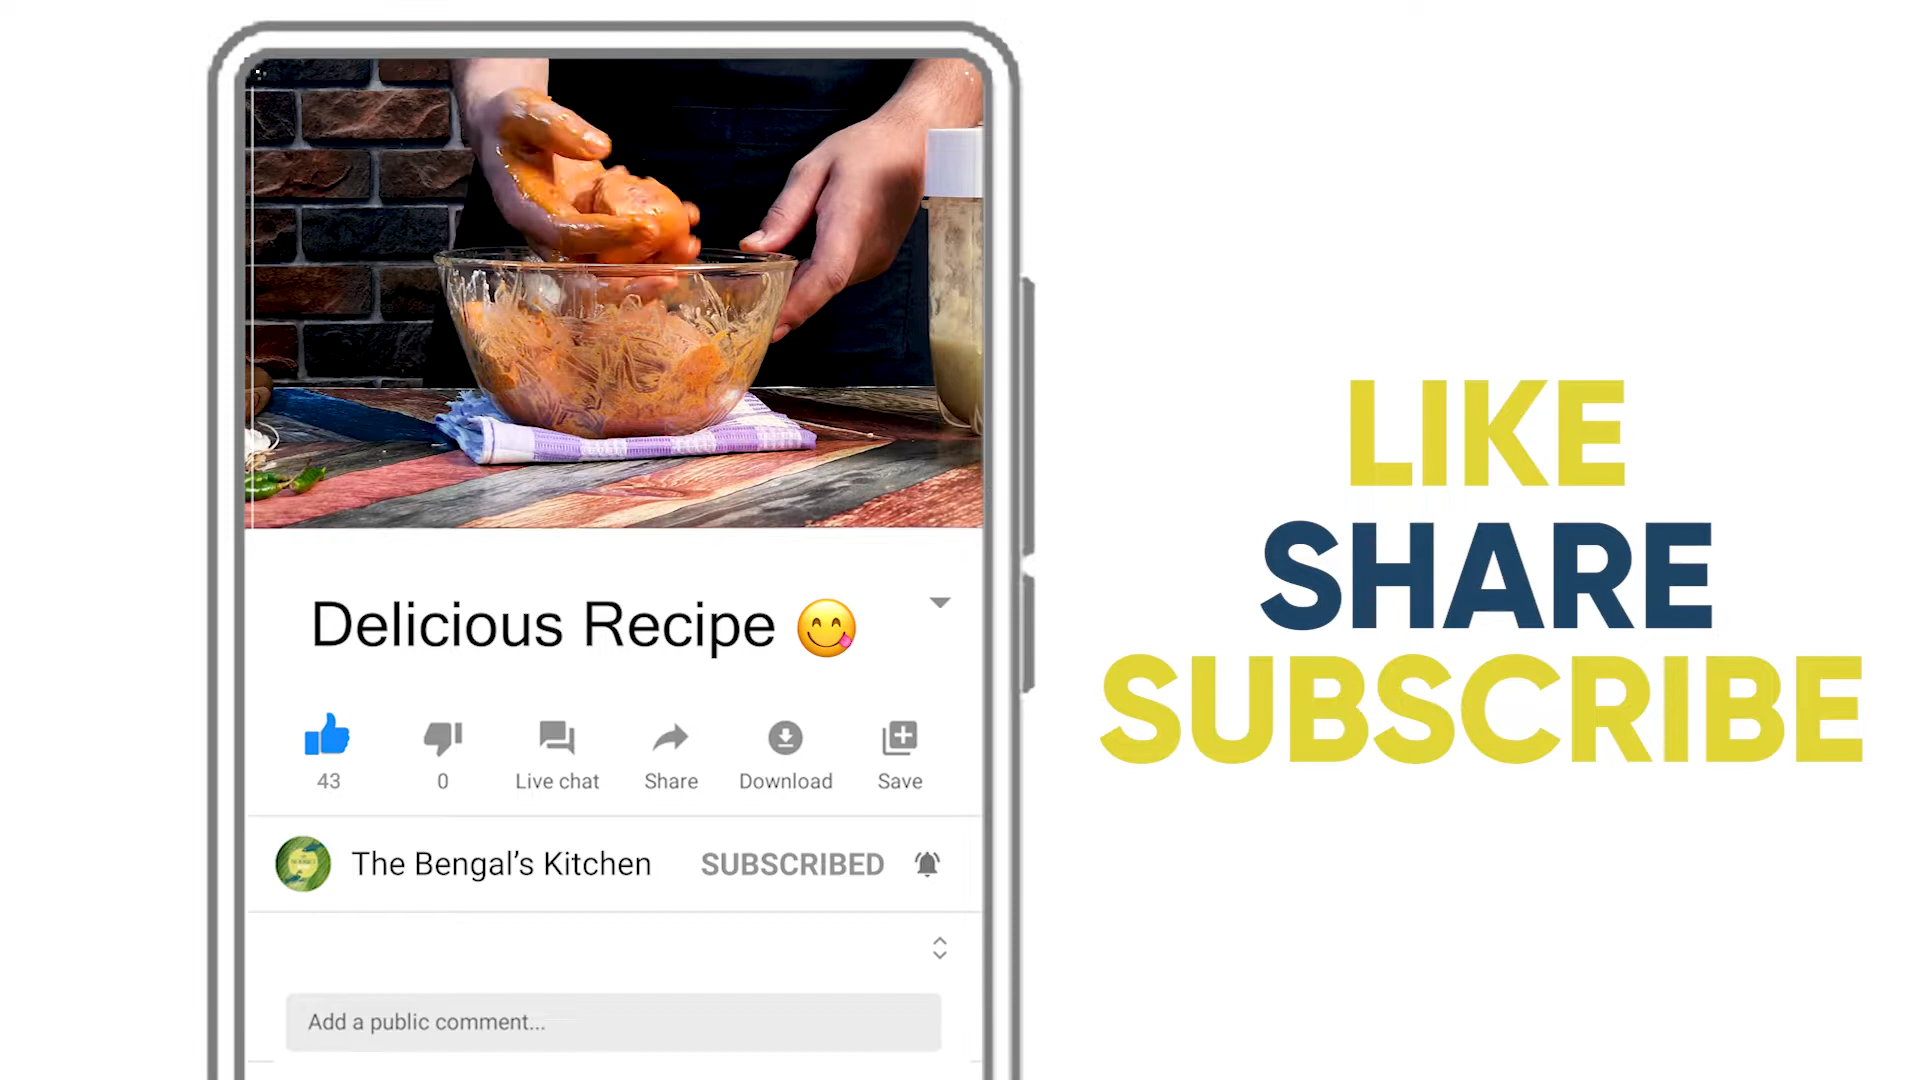 Delicious Recipe 😋
43
0
Live chat
Share
Download
Save
The Bengal’s Kitchen
SUBSCRIBED
Add a public comment...
LIKE
SHARE
SUBSCRIBE